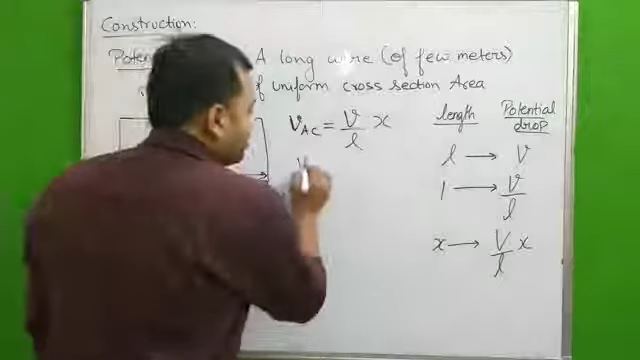 Construction:
A long wire (of few meters)
of uniform cross section Area
V_AC = V/l x
length Potential drop
l → V
1 → V/l
x → V/l x